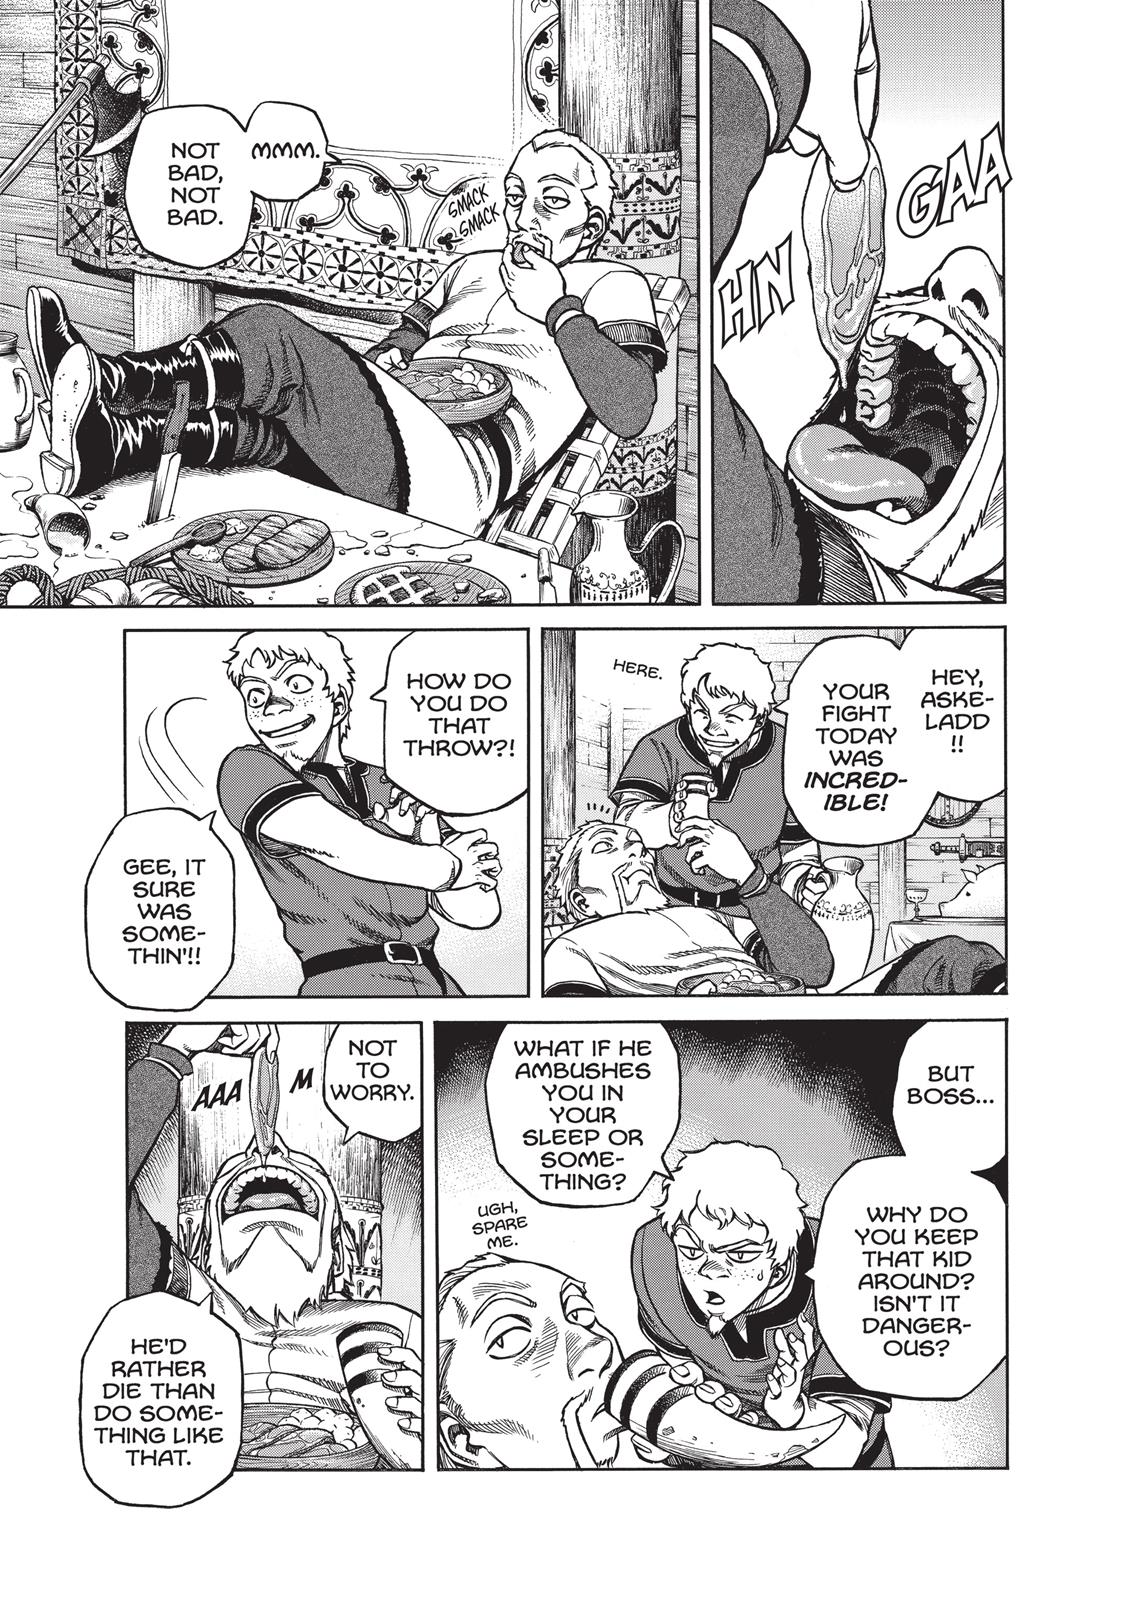 HN
GAA
MMM.
NOT
BAD,
NOT
BAD.
SMACK
SMACK
HEY,
ASKE-
LADD
!!
YOUR
FIGHT
TODAY
WAS
INCRED-
IBLE!
HERE.
HOW DO
YOU DO
THAT
THROW?!
GEE, IT
SURE
WAS
SOME-
THIN'!!
BUT
BOSS...
WHY DO
YOU KEEP
THAT KID
AROUND?
ISN'T IT
DANGER-
OUS?
WHAT IF HE
AMBUSHES
YOU IN
YOUR
SLEEP OR
SOME-
THING?
UGH,
SPARE
ME.
NOT
TO
WORRY.
AAA
M
HE'D
RATHER
DIE THAN
DO SOME-
THING LIKE
THAT.